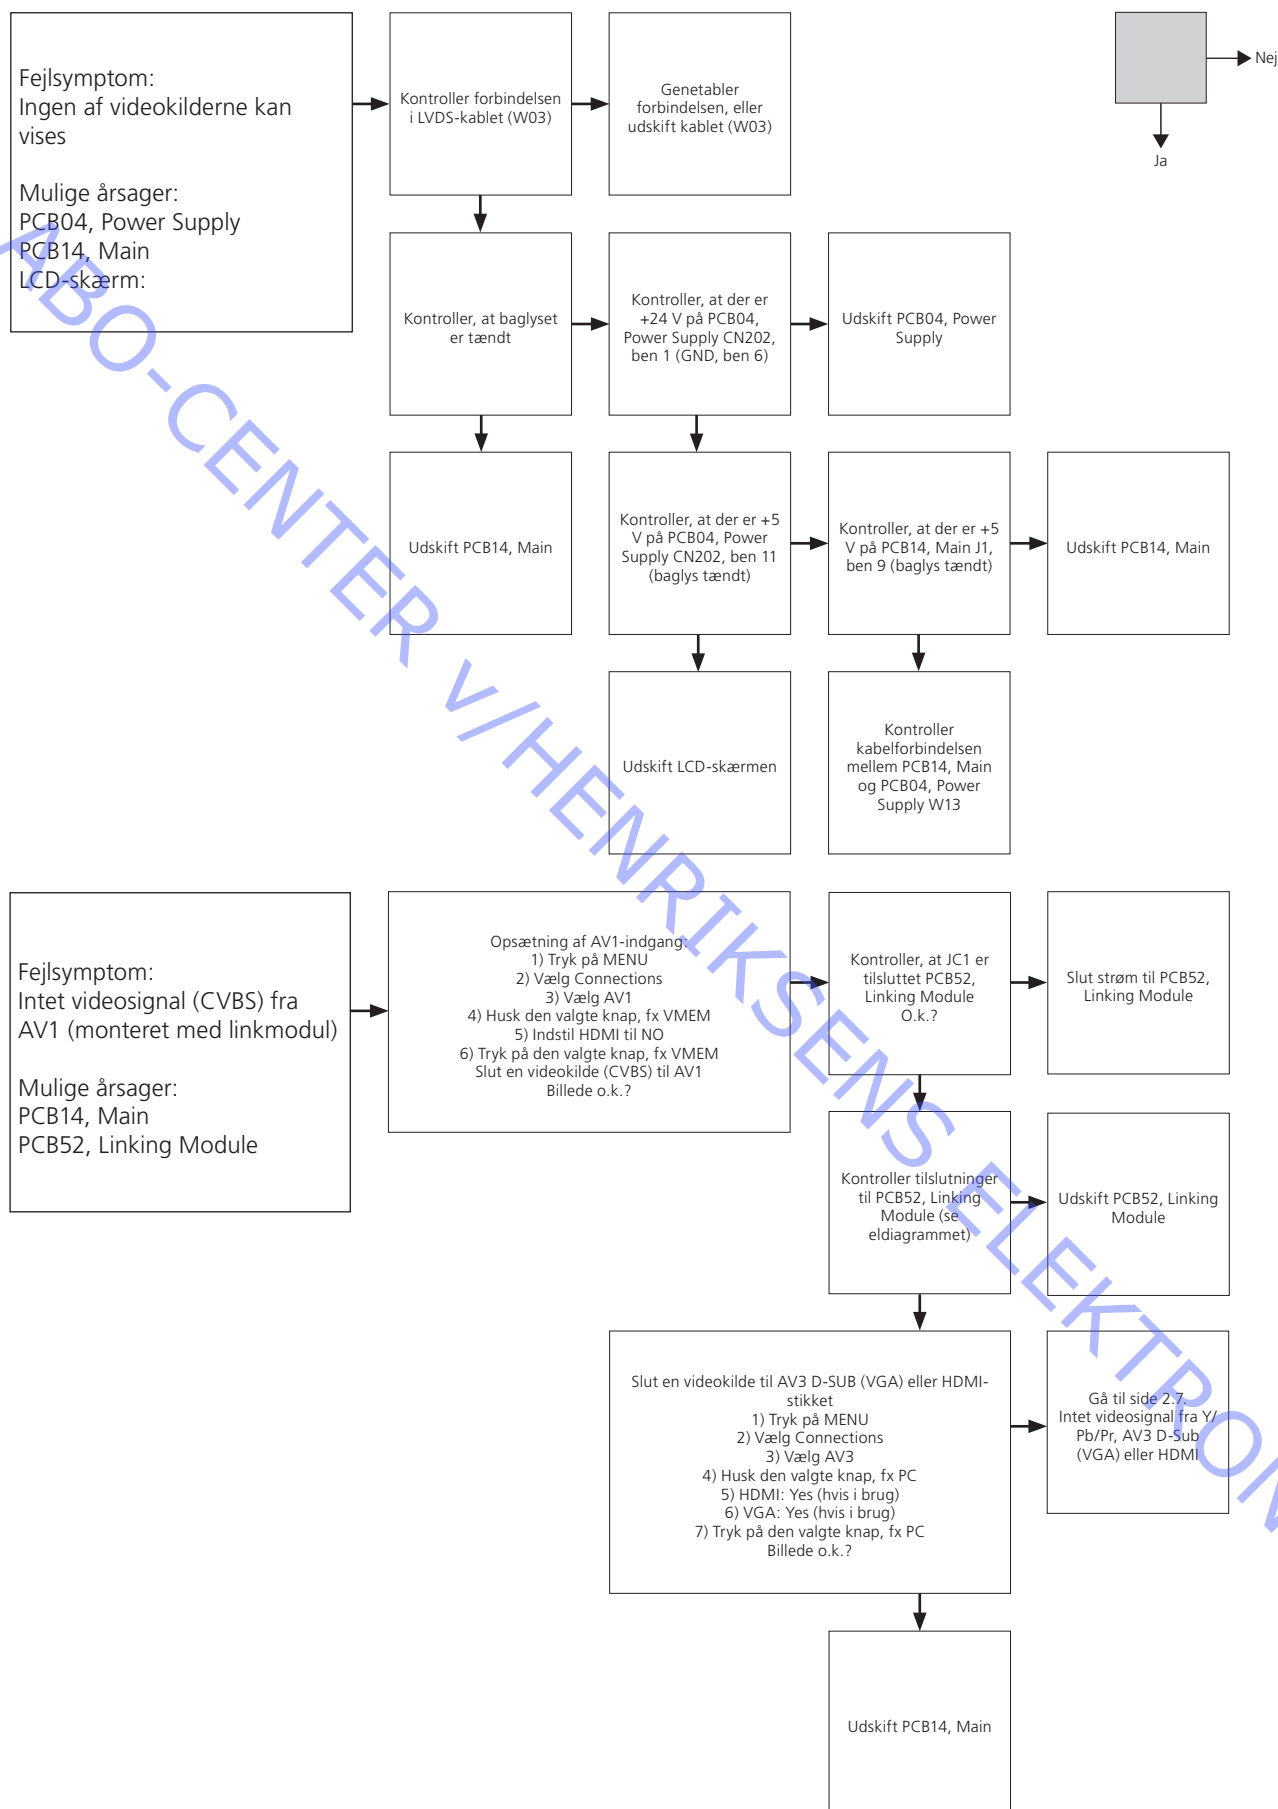 Fejlsymptom:
Ingen af videokilderne kan
vises
Mulige årsager:
PCB04, Power Supply
PCB14, Main
LCD-skærm:
Kontroller forbindelsen
i LVDS-kablet (W03)
Genetabler
forbindelsen, eller
udskift kablet (W03)
Nej
Ja
Kontroller, at baglyset
er tændt
Kontroller, at der er
+24 V på PCB04,
Power Supply CN202,
ben 1 (GND, ben 6)
Udskift PCB04, Power
Supply
Udskift PCB14, Main
Kontroller, at der er +5
V på PCB04, Power
Supply CN202, ben 11
(baglys tændt)
Kontroller, at der er +5
V på PCB14, Main J1,
ben 9 (baglys tændt)
Udskift PCB14, Main
Udskift LCD-skærmen
Kontroller
kabelforbindelsen
mellem PCB14, Main
og PCB04, Power
Supply W13
Fejlsymptom:
Intet videosignal (CVBS) fra
AV1 (monteret med linkmodul)
Mulige årsager:
PCB14, Main
PCB52, Linking Module
Opsætning af AV1-indgang:
1) Tryk på MENU
2) Vælg Connections
3) Vælg AV1
4) Husk den valgte knap, fx VMEM
5) Indstil HDMI til NO
6) Tryk på den valgte knap, fx VMEM
Slut en videokilde (CVBS) til AV1
Billede o.k.?
Kontroller, at JC1 er
tilsluttet PCB52,
Linking Module
O.k.?
Slut strøm til PCB52,
Linking Module
Kontroller tilslutninger
til PCB52, Linking
Module (se
eldiagrammet)
Udskift PCB52, Linking
Module
Slut en videokilde til AV3 D-SUB (VGA) eller HDMI-
stikket
1) Tryk på MENU
2) Vælg Connections
3) Vælg AV3
4) Husk den valgte knap, fx PC
5) HDMI: Yes (hvis i brug)
6) VGA: Yes (hvis i brug)
7) Tryk på den valgte knap, fx PC
Billede o.k.?
Gå til side 2.7.
Intet videosignal fra Y/
Pb/Pr, AV3 D-Sub
(VGA) eller HDMI
Udskift PCB14, Main
ABO-CENTER v/HENRIKSENS ELEKTRON